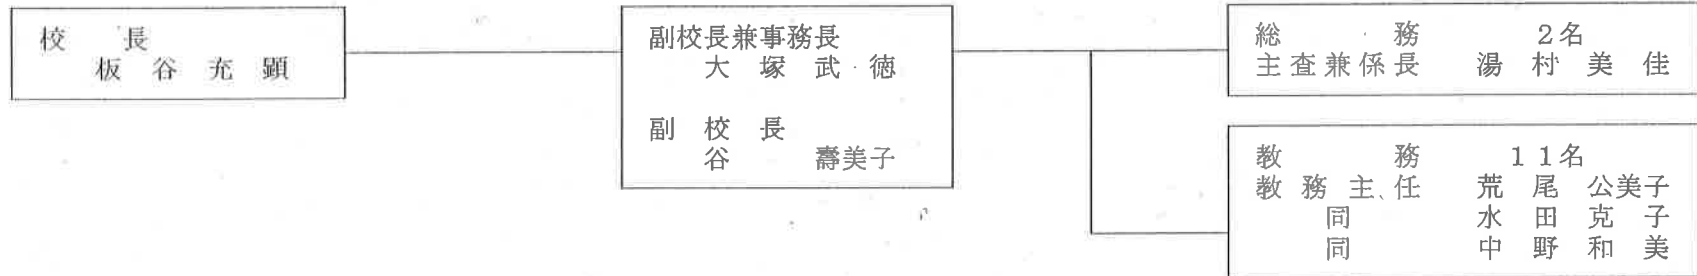 校 長
板 谷 充 顕
副校長兼事務長
大 塚 武 徳
副 校 長
谷 壽美子
総 務 2名
主査兼係長 湯 村 美 佳
教 務 11名
教 務 主 任 荒 尾 公美子
同 水 田 克 子
同 中 野 和 美